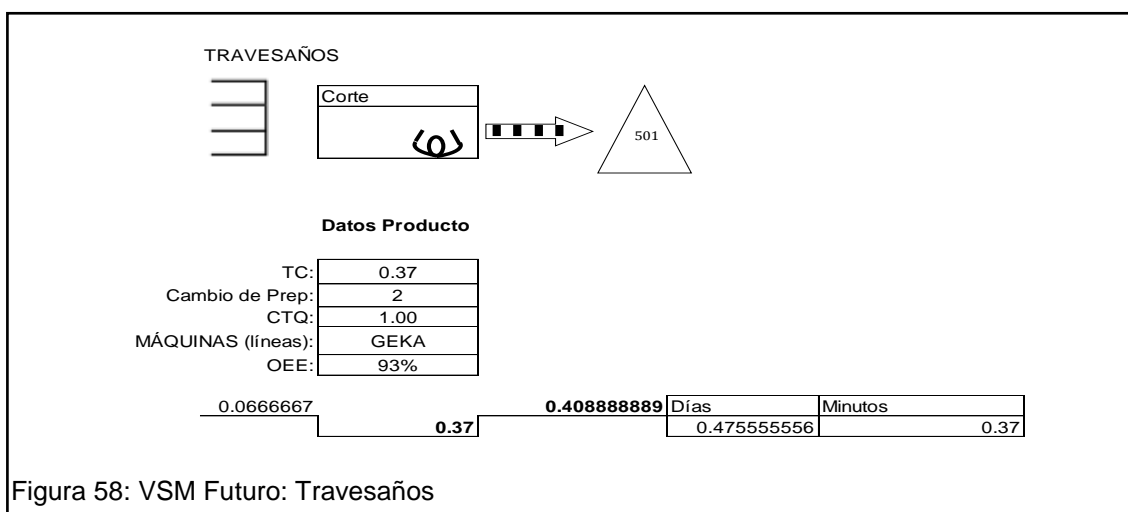 TRAVESAÑOS
Corte
501
Datos Producto
TC: 0.37
Cambio de Prep: 2
CTQ: 1.00
MÁQUINAS (líneas): GEKA
OEE: 93%
0.0666667 0.408888889 Días Minutos
0.37 0.475555556 0.37
Figura 58: VSM Futuro: Travesaños